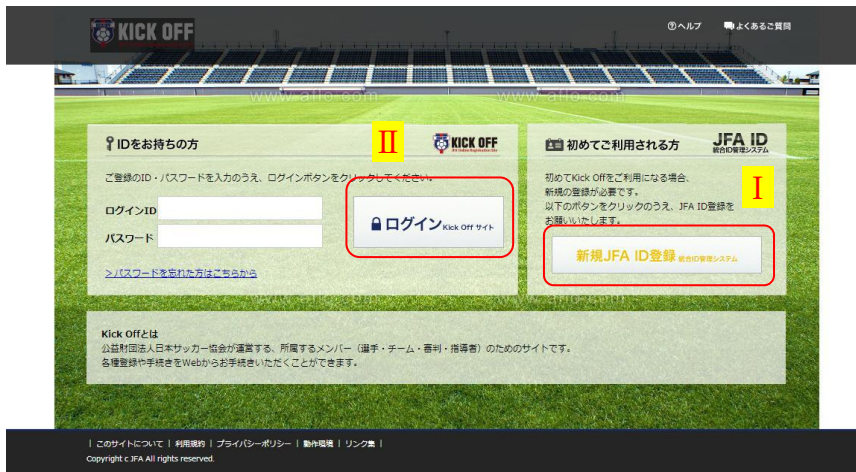 KICK OFF
ヘルプ
よくあるご質問
www.aflo.com
www.aflo.com
IDをお持ちの方
II
KICK OFF
ご登録のID・パスワードを入力のうえ、ログインボタンをクリックしてください。
ログインID
パスワード
ログイン Kick Off サイト
>パスワードを忘れた方はこちらから
初めてご利用される方
JFA ID
統合ID管理システム
初めてKick Offをご利用になる場合、
新規の登録が必要です。
以下のボタンをクリックのうえ、JFA ID登録を
お願いいたします。
I
新規JFA ID登録 統合ID管理システム
www.aflo.com
www.aflo.com
Kick Offとは
公益財団法人日本サッカー協会が運営する、所属するメンバー（選手・チーム・審判・指導者）のためのサイトです。
各種登録や手続きをWebからお手続きいただくことができます。
| このサイトについて | 利用規約 | プライバシーポリシー | 動作環境 | リンク集 |
Copyright c JFA All rights reserved.